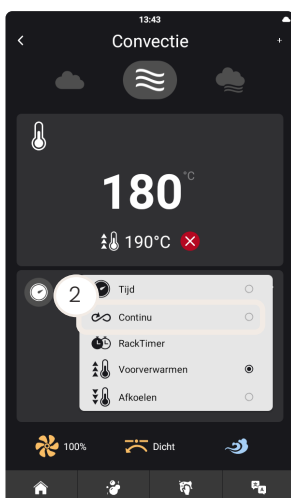 13:43
Convectie
+
180 °C
190°C
2
Tijd
Continu
RackTimer
Voorverwarmen
Afkoelen
100%
Dicht